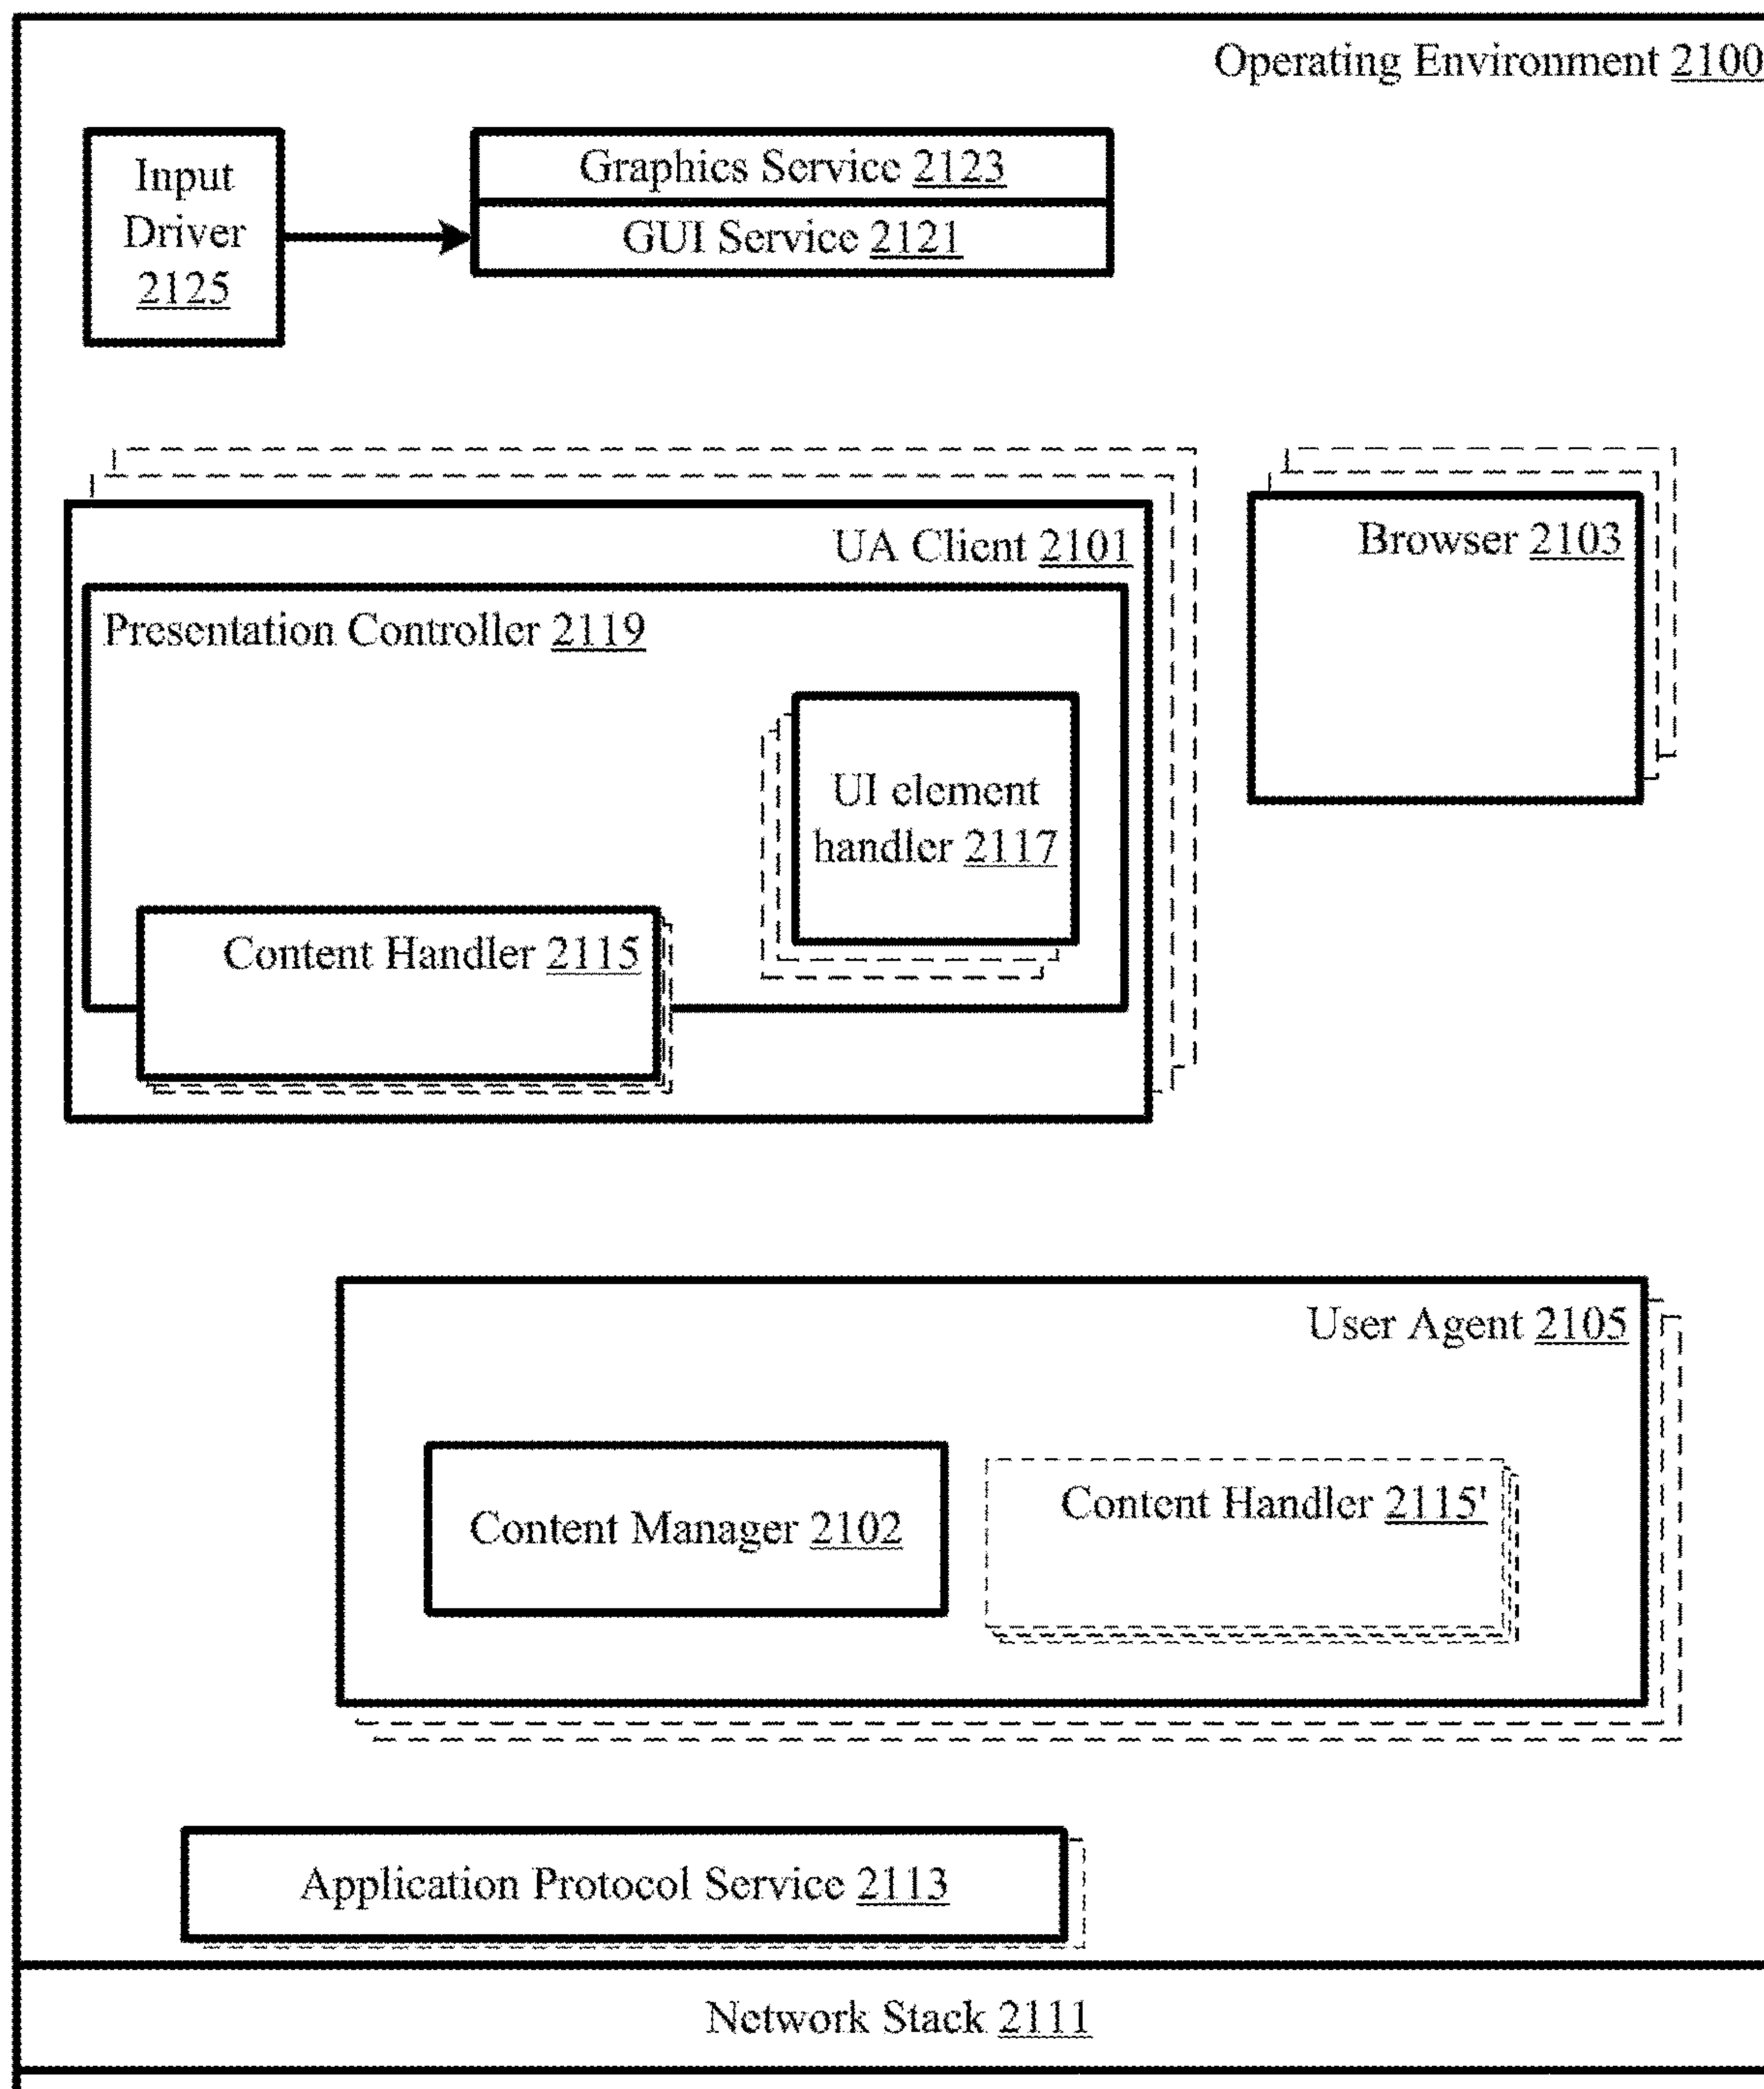 Operating Environment 2100
Input
Driver
2125
Graphics Service 2123
GUI Service 2121
UA Client 2101
Browser 2103
Presentation Controller 2119
UI element
handler 2117
Content Handler 2115
User Agent 2105
Content Manager 2102
Content Handler 2115'
Application Protocol Service 2113
Network Stack 2111